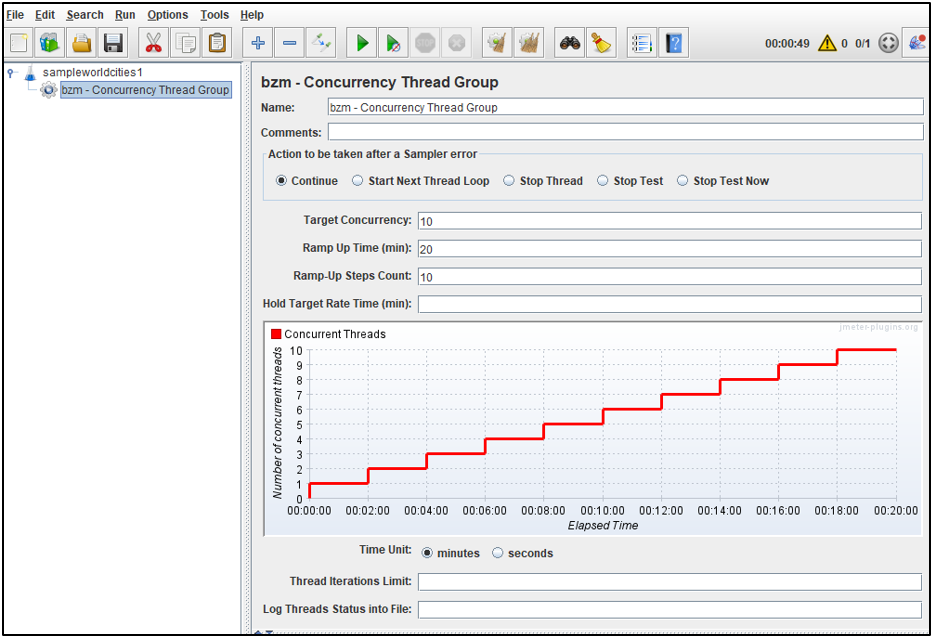 File Edit Search Run Options Tools Help
STOP 00:00:49 0 0/1
sampleworldcities1
bzm - Concurrency Thread Group
bzm - Concurrency Thread Group
Name: bzm - Concurrency Thread Group
Comments:
Action to be taken after a Sampler error
Continue Start Next Thread Loop Stop Thread Stop Test Stop Test Now
Target Concurrency: 10
Ramp Up Time (min): 20
Ramp-Up Steps Count: 10
Hold Target Rate Time (min):
jmeter-plugins.org
Concurrent Threads
Number of concurrent threads
10
9
8
7
6
5
4
3
2
1
0
00:00:00 00:02:00 00:04:00 00:06:00 00:08:00 00:10:00 00:12:00 00:14:00 00:16:00 00:18:00 00:20:00
Elapsed Time
Time Unit: minutes seconds
Thread Iterations Limit:
Log Threads Status into File: